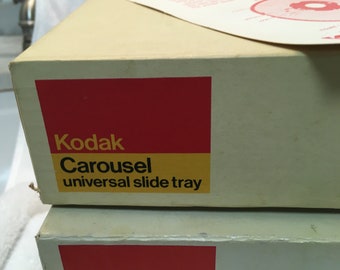 Kodak
Carousel
universal slide tray